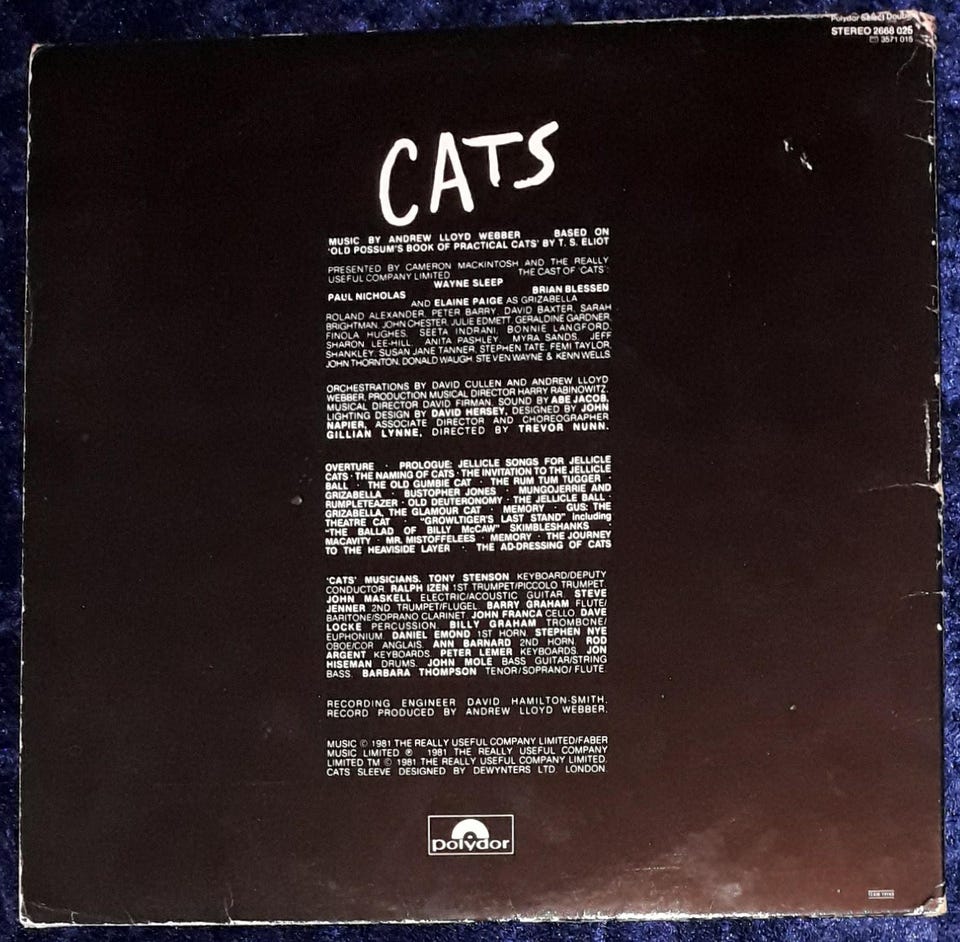 Polydor Select Double
STEREO 2668 025
3571 015
CATS
MUSIC BY ANDREW LLOYD WEBBER BASED ON
'OLD POSSUM'S BOOK OF PRACTICAL CATS' BY T. S. ELIOT
PRESENTED BY CAMERON MACKINTOSH AND THE REALLY
USEFUL COMPANY LIMITED THE CAST OF 'CATS':
WAYNE SLEEP
PAUL NICHOLAS BRIAN BLESSED
AND ELAINE PAIGE AS GRIZABELLA
ROLAND ALEXANDER, PETER BARRY, DAVID BAXTER, SARAH
BRIGHTMAN, JOHN CHESTER, JULIE EDMETT, GERALDINE GARDNER,
FINOLA HUGHES, SEETA INDRANI, BONNIE LANGFORD,
SHARON LEE-HILL, ANITA PASHLEY, MYRA SANDS, JEFF
SHANKLEY, SUSAN JANE TANNER, STEPHEN TATE, FEMI TAYLOR,
JOHN THORNTON, DONALD WAUGH, STEVEN WAYNE & KENN WELLS
ORCHESTRATIONS BY DAVID CULLEN AND ANDREW LLOYD
WEBBER, PRODUCTION MUSICAL DIRECTOR HARRY RABINOWITZ,
MUSICAL DIRECTOR DAVID FIRMAN, SOUND BY ABE JACOB,
LIGHTING DESIGN BY DAVID HERSEY, DESIGNED BY JOHN
NAPIER, ASSOCIATE DIRECTOR AND CHOREOGRAPHER
GILLIAN LYNNE, DIRECTED BY TREVOR NUNN.
OVERTURE · PROLOGUE: JELLICLE SONGS FOR JELLICLE
CATS · THE NAMING OF CATS · THE INVITATION TO THE JELLICLE
BALL · THE OLD GUMBIE CAT · THE RUM TUM TUGGER ·
GRIZABELLA · BUSTOPHER JONES · MUNGOJERRIE AND
RUMPLETEAZER · OLD DEUTERONOMY · THE JELLICLE BALL ·
GRIZABELLA, THE GLAMOUR CAT · MEMORY · GUS: THE
THEATRE CAT · "GROWLTIGER'S LAST STAND" including
"THE BALLAD OF BILLY McCAW" SKIMBLESHANKS ·
MACAVITY · MR. MISTOFFELEES · MEMORY · THE JOURNEY
TO THE HEAVISIDE LAYER · THE AD-DRESSING OF CATS
'CATS' MUSICIANS. TONY STENSON KEYBOARD/DEPUTY
CONDUCTOR. RALPH IZEN 1ST TRUMPET/PICCOLO TRUMPET.
JOHN MASKELL ELECTRIC/ACOUSTIC GUITAR. STEVE
JENNER 2ND TRUMPET/FLUGEL. BARRY GRAHAM FLUTE/
BARITONE/SOPRANO CLARINET. JOHN FRANCA CELLO. DAVE
LOCKE PERCUSSION. BILLY GRAHAM TROMBONE/
EUPHONIUM DANIEL EMOND 1ST HORN. STEPHEN NYE
OBOE/COR ANGLAIS. ANN BARNARD 2ND HORN. ROD
ARGENT KEYBOARDS. PETER LEMER KEYBOARDS. JON
HISEMAN DRUMS. JOHN MOLE BASS GUITAR/STRING
BASS. BARBARA THOMPSON TENOR/SOPRANO/FLUTE.
RECORDING ENGINEER DAVID HAMILTON-SMITH.
RECORD PRODUCED BY ANDREW LLOYD WEBBER.
MUSIC © 1981 THE REALLY USEFUL COMPANY LIMITED/FABER
MUSIC LIMITED ℗ 1981 THE REALLY USEFUL COMPANY
LIMITED TM © 1981 THE REALLY USEFUL COMPANY LIMITED.
CATS SLEEVE DESIGNED BY DEWYNTERS LTD. LONDON.
polydor